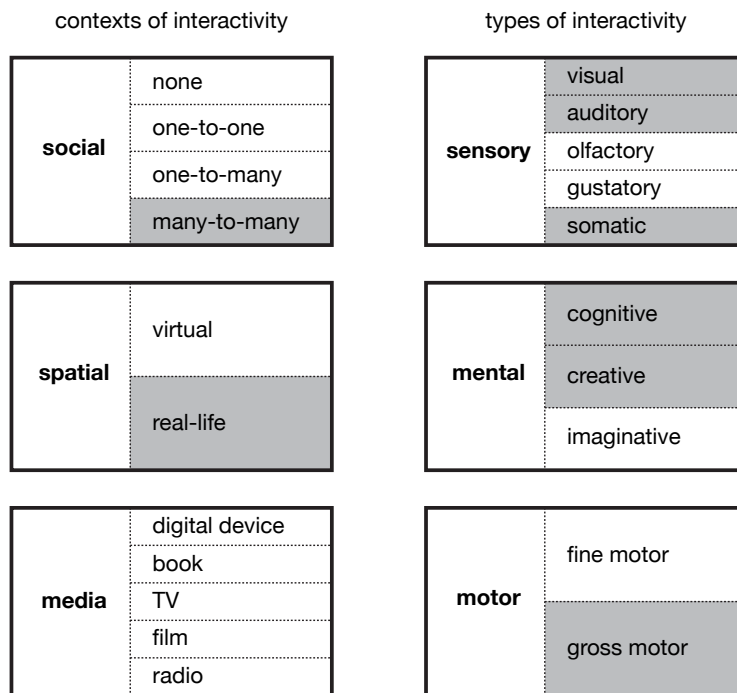 contexts of interactivity
social
none
one-to-one
one-to-many
many-to-many
spatial
virtual
real-life
media
digital device
book
TV
film
radio
types of interactivity
sensory
visual
auditory
olfactory
gustatory
somatic
mental
cognitive
creative
imaginative
motor
fine motor
gross motor